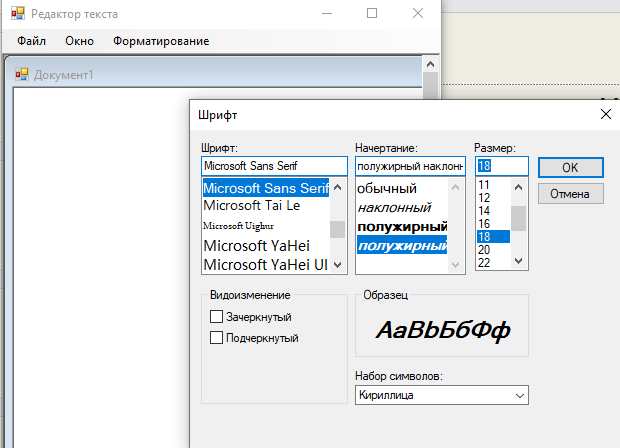 Редактор текста
Файл Окно Форматирование
Документ1
Шрифт
Шрифт:
Microsoft Sans Serif
Microsoft Sans Serif
Microsoft Tai Le
Microsoft Uighur
Microsoft YaHei
Microsoft YaHei UI
Начертание:
полужирный наклонн
обычный
наклонный
полужирный
полужирный
Размер:
18
11
12
14
16
18
20
22
OK
Отмена
Видоизменение
Зачеркнутый
Подчеркнутый
Образец
АаBbБбФф
Набор символов:
Кириллица